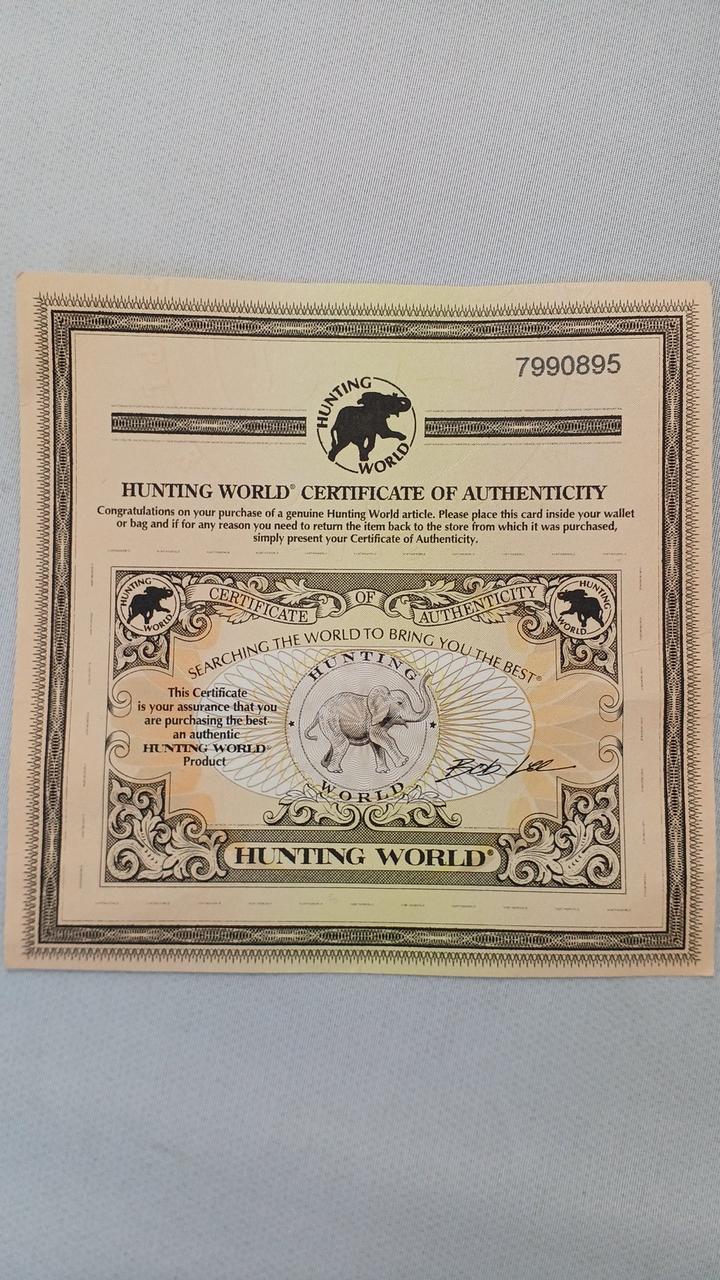 7990895
HUNTING
WORLD
HUNTING WORLD® CERTIFICATE OF AUTHENTICITY
Congratulations on your purchase of a genuine Hunting World article. Please place this card inside your wallet
or bag and if for any reason you need to return the item back to the store from which it was purchased,
simply present your Certificate of Authenticity.
HUNTING
WORLD
CERTIFICATE OF AUTHENTICITY
HUNTING
WORLD
SEARCHING THE WORLD TO BRING YOU THE BEST®
HUNTING
This Certificate
is your assurance that you
are purchasing the best
an authentic
HUNTING WORLD®
Product
Bob Lee
WORLD
HUNTING WORLD®